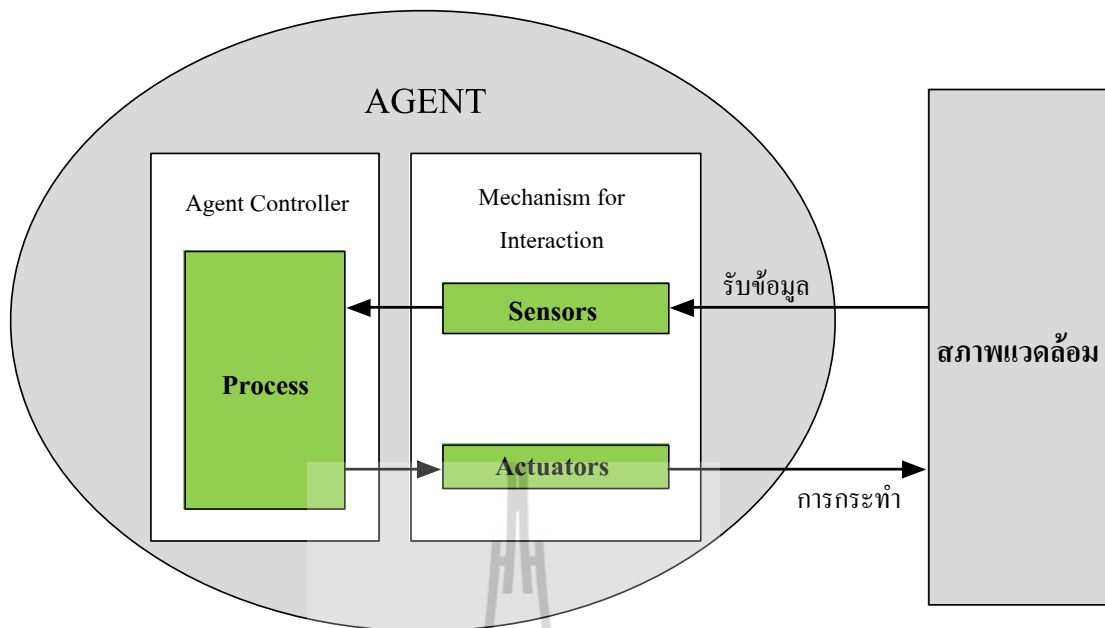 AGENT
Agent Controller
Process
Mechanism for
Interaction
Sensors
Actuators
รับข้อมูล
การกระทำ
สภาพแวดล้อม